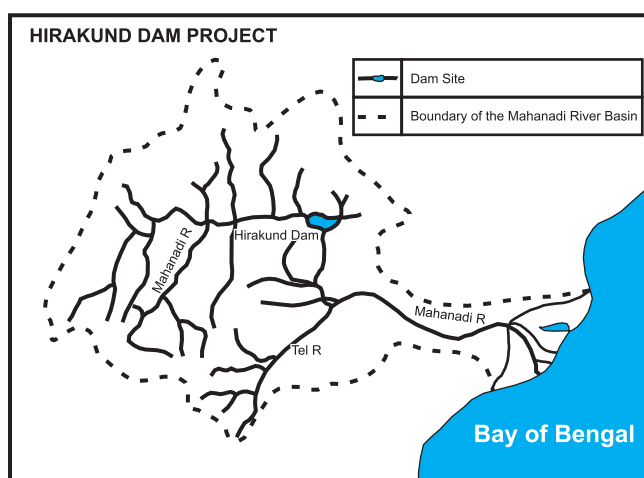 HIRAKUND DAM PROJECT
Dam Site
Boundary of the Mahanadi River Basin
Mahanadi R
Hirakund Dam
Mahanadi R
Tel R
Bay of Bengal